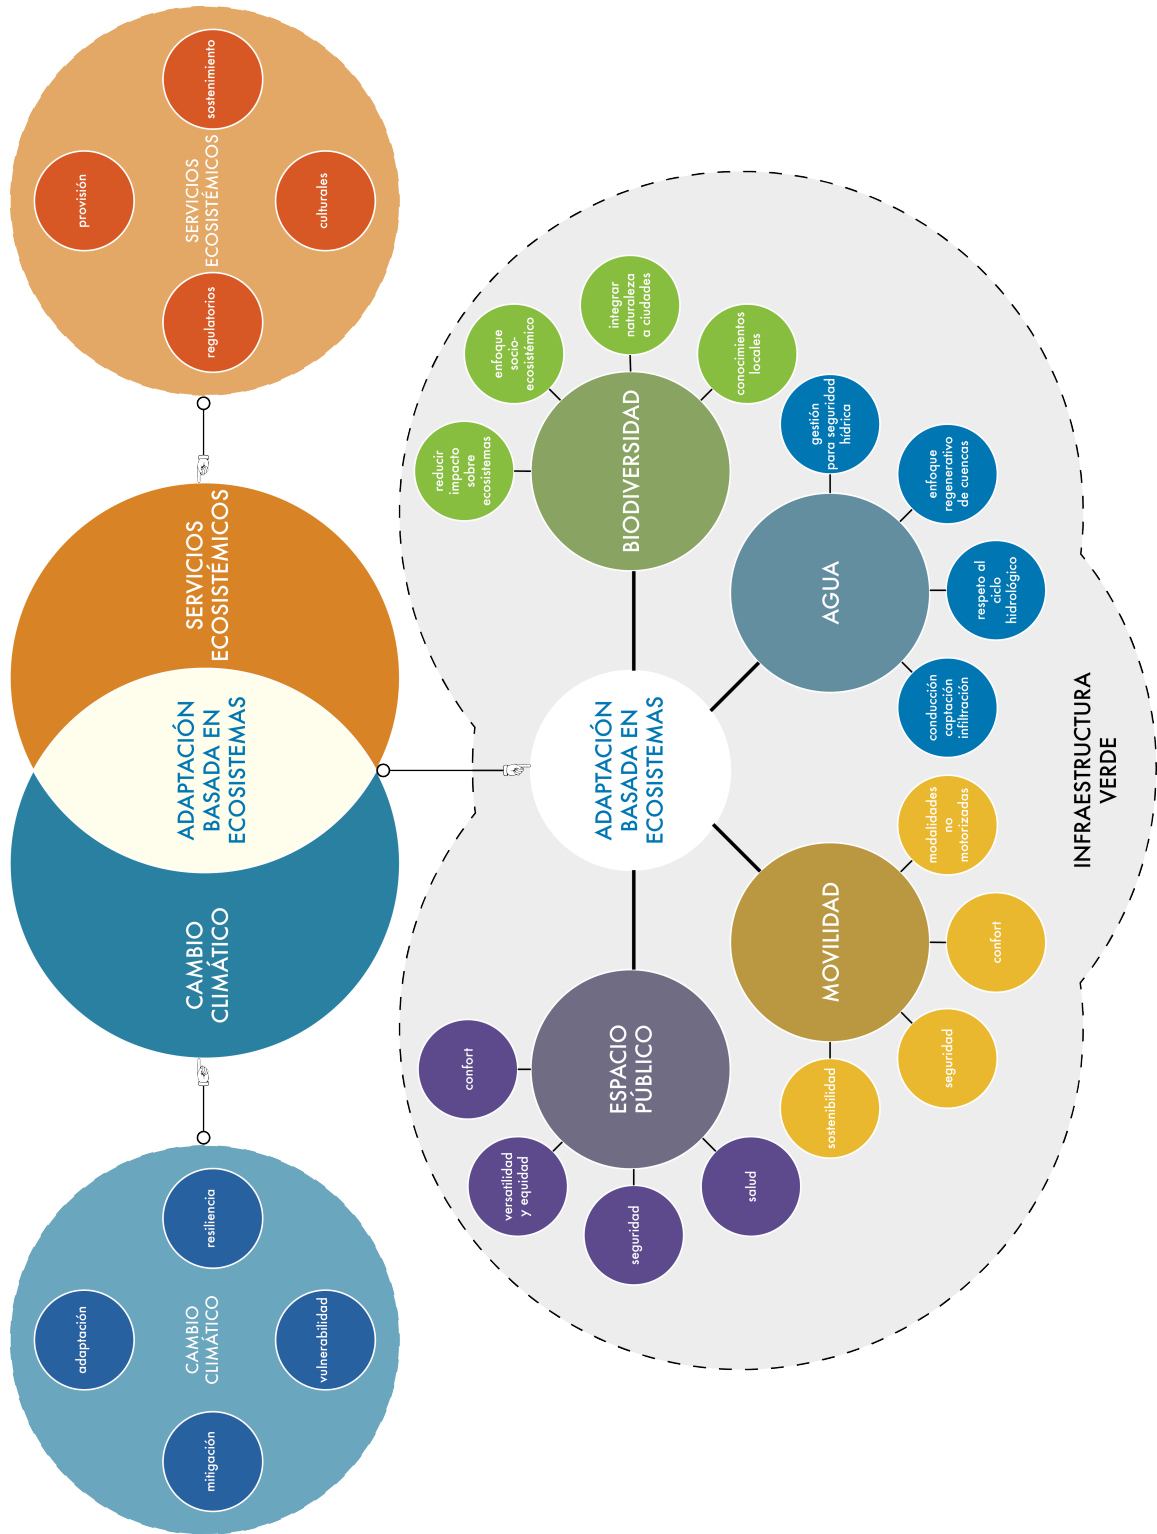 adaptación
mitigación
CAMBIO
CLIMÁTICO
resiliencia
vulnerabilidad
CAMBIO
CLIMÁTICO
ADAPTACIÓN
BASADA EN
ECOSISTEMAS
SERVICIOS
ECOSISTÉMICOS
provisión
regulatorios
SERVICIOS
ECOSISTÉMICOS
sostenimiento
culturales
ADAPTACIÓN
BASADA EN
ECOSISTEMAS
ESPACIO
PÚBLICO
confort
versatilidad
y equidad
seguridad
salud
MOVILIDAD
sostenibilidad
seguridad
confort
modalidades
no
motorizadas
AGUA
conducción
captación
infiltración
respeto al
ciclo
hidrológico
enfoque
regenerativo
de cuencas
gestión
para seguridad
hídrica
BIODIVERSIDAD
reducir
impacto
sobre
ecosistemas
enfoque
socio-
ecosistémico
integrar
naturaleza
a ciudades
conocimientos
locales
INFRAESTRUCTURA
VERDE